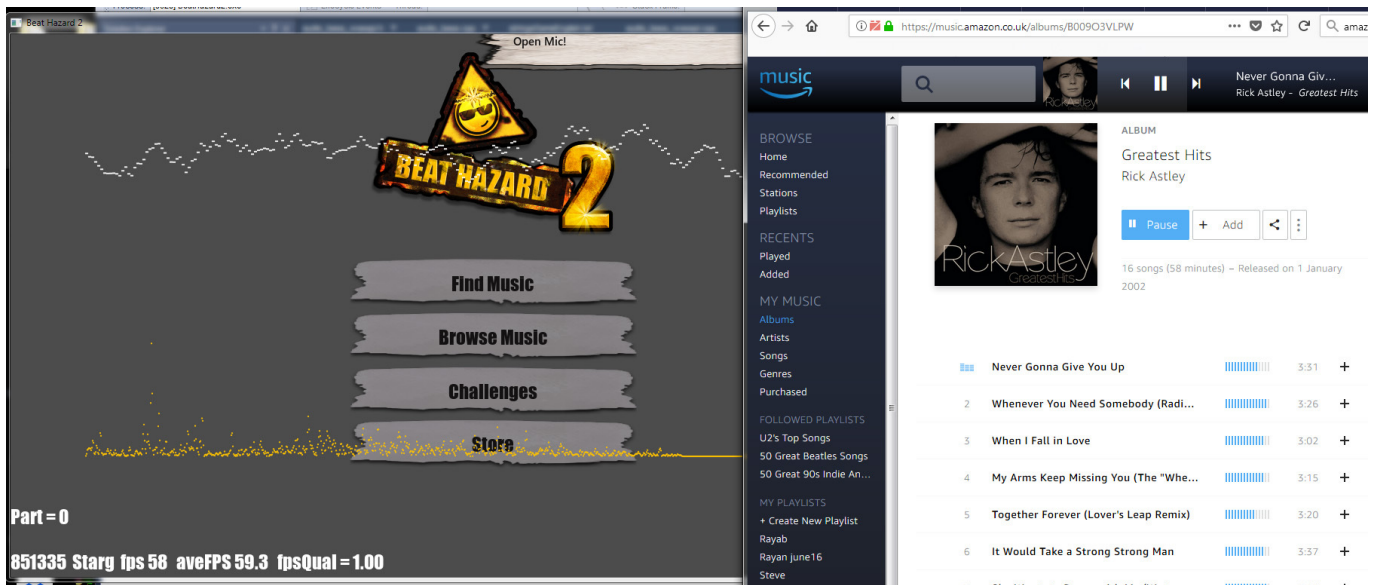 Beat Hazard 2
Open Mic!
BEAT HAZARD 2
Find Music
Browse Music
Challenges
Store
Part = 0
851335 Starg fps 58 aveFPS 59.3 fpsQual = 1.00
https://music.amazon.co.uk/albums/B009O3VLPW
amaz
music
RickAstley
Never Gonna Giv...
Rick Astley - Greatest Hits
BROWSE
Home
Recommended
Stations
Playlists
RECENTS
Played
Added
MY MUSIC
Albums
Artists
Songs
Genres
Purchased
FOLLOWED PLAYLISTS
U2's Top Songs
50 Great Beatles Songs
50 Great 90s Indie An...
MY PLAYLISTS
+ Create New Playlist
Rayab
Rayan june16
Steve
RickAstley
GreatestHits
ALBUM
Greatest Hits
Rick Astley
Pause
+ Add
16 songs (58 minutes) – Released on 1 January
2002
Never Gonna Give You Up 3:31 +
2 Whenever You Need Somebody (Radi... 3:26 +
3 When I Fall in Love 3:02 +
4 My Arms Keep Missing You (The "Whe... 3:15 +
5 Together Forever (Lover's Leap Remix) 3:20 +
6 It Would Take a Strong Strong Man 3:37 +